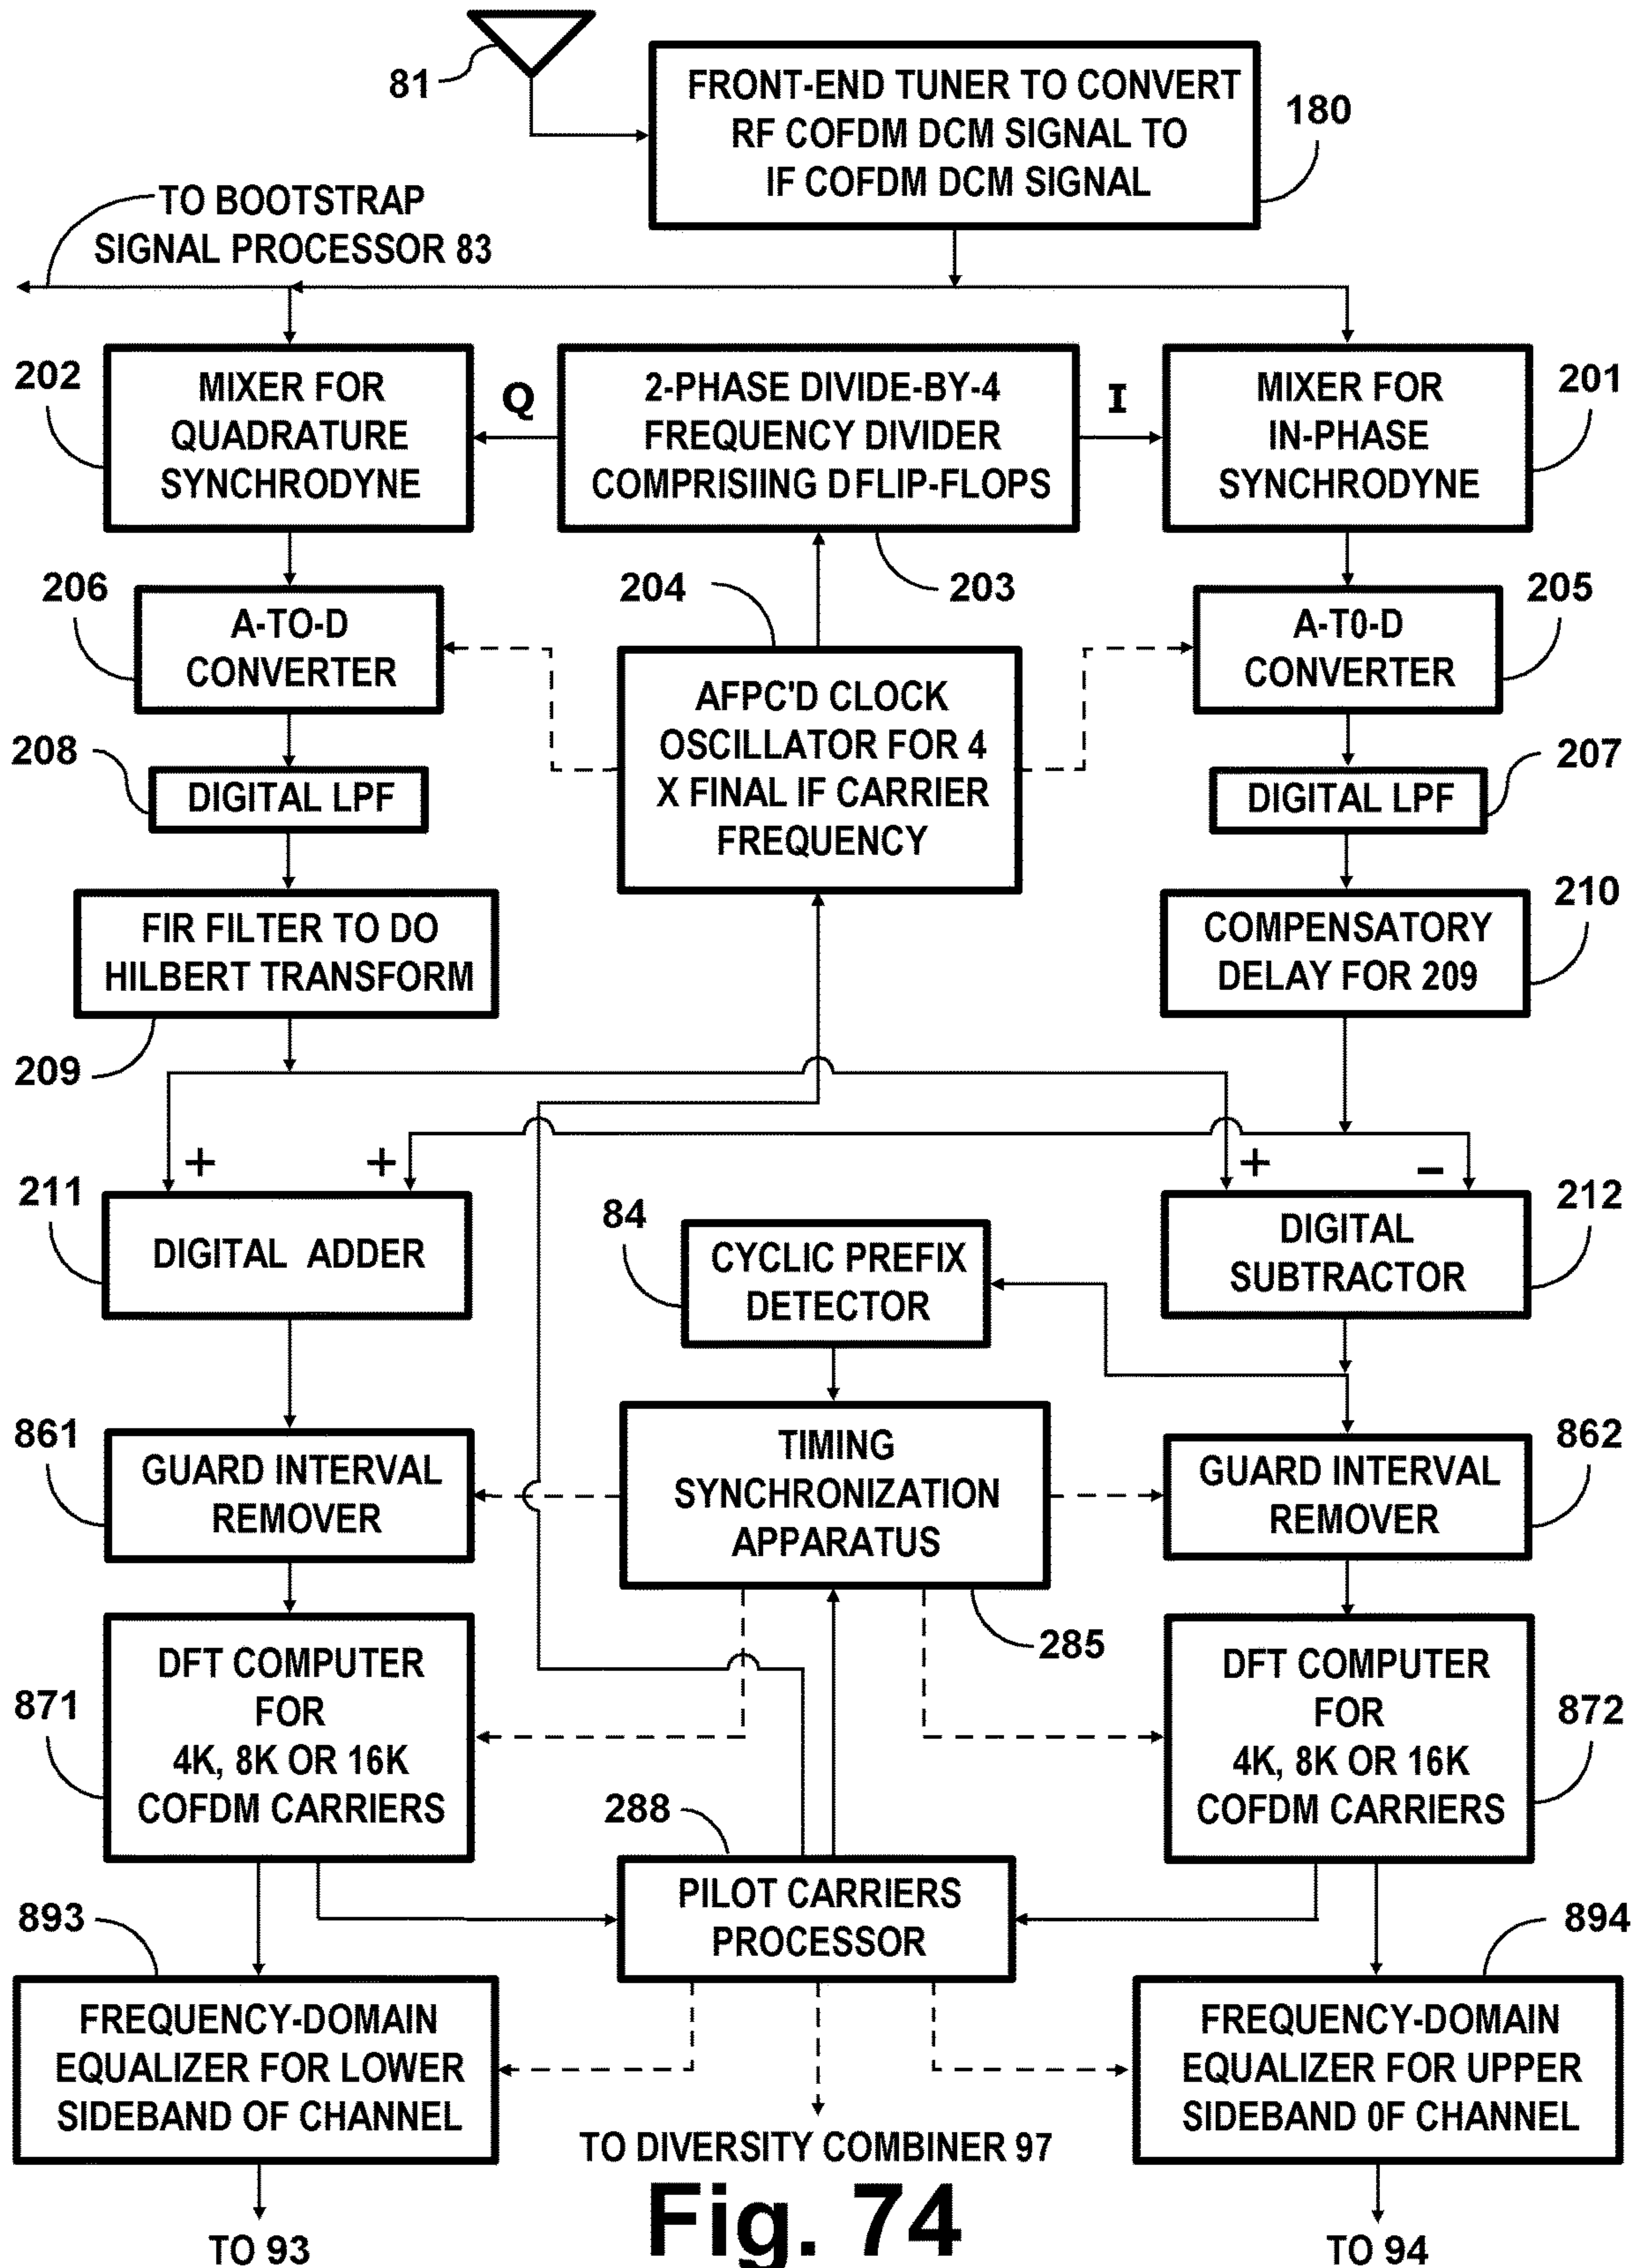 81
FRONT-END TUNER TO CONVERT
RF COFDM DCM SIGNAL TO
IF COFDM DCM SIGNAL
180
TO BOOTSTRAP
SIGNAL PROCESSOR 83
202
MIXER FOR
QUADRATURE
SYNCHRODYNE
Q
2-PHASE DIVIDE-BY-4
FREQUENCY DIVIDER
COMPRISIING D FLIP-FLOPS
I
MIXER FOR
IN-PHASE
SYNCHRODYNE
201
206
A-TO-D
CONVERTER
204
203
A-T0-D
CONVERTER
205
AFPC'D CLOCK
OSCILLATOR FOR 4
X FINAL IF CARRIER
FREQUENCY
208
DIGITAL LPF
207
DIGITAL LPF
FIR FILTER TO DO
HILBERT TRANSFORM
209
COMPENSATORY
DELAY FOR 209
210
+
+
+
–
211
DIGITAL ADDER
84
CYCLIC PREFIX
DETECTOR
DIGITAL
SUBTRACTOR
212
861
GUARD INTERVAL
REMOVER
TIMING
SYNCHRONIZATION
APPARATUS
285
GUARD INTERVAL
REMOVER
862
871
DFT COMPUTER
FOR
4K, 8K OR 16K
COFDM CARRIERS
DFT COMPUTER
FOR
4K, 8K OR 16K
COFDM CARRIERS
872
288
PILOT CARRIERS
PROCESSOR
893
FREQUENCY-DOMAIN
EQUALIZER FOR LOWER
SIDEBAND OF CHANNEL
894
FREQUENCY-DOMAIN
EQUALIZER FOR UPPER
SIDEBAND 0F CHANNEL
TO DIVERSITY COMBINER 97
TO 93
Fig. 74
TO 94